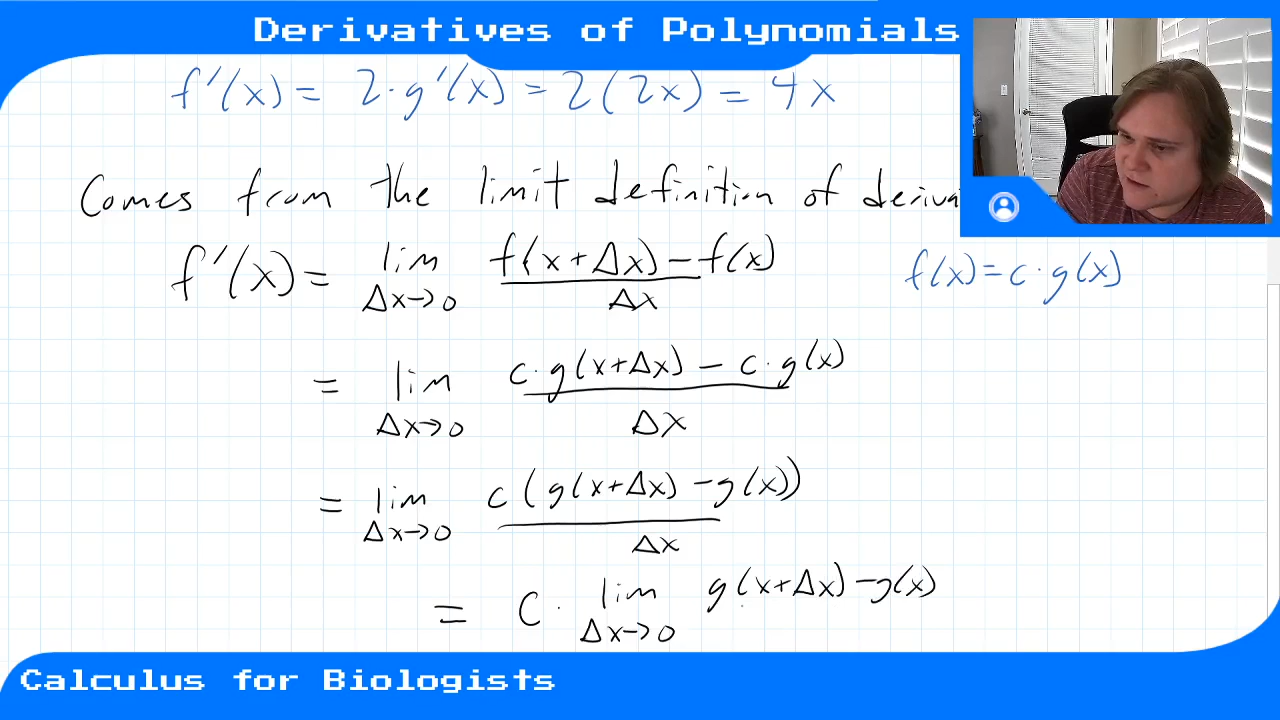 Derivatives of Polynomials
f'(x) = 2·g'(x) = 2(2x) = 4x
Comes from the limit definition of
f'(x) = lim Δx→0 f(x+Δx) − f(x) / Δx
f(x) = c·g(x)
= lim Δx→0 c·g(x+Δx) − c·g(x) / Δx
= lim Δx→0 c(g(x+Δx) − g(x)) / Δx
= c· lim Δx→0 g(x+Δx) − g(x)
Calculus for Biologists